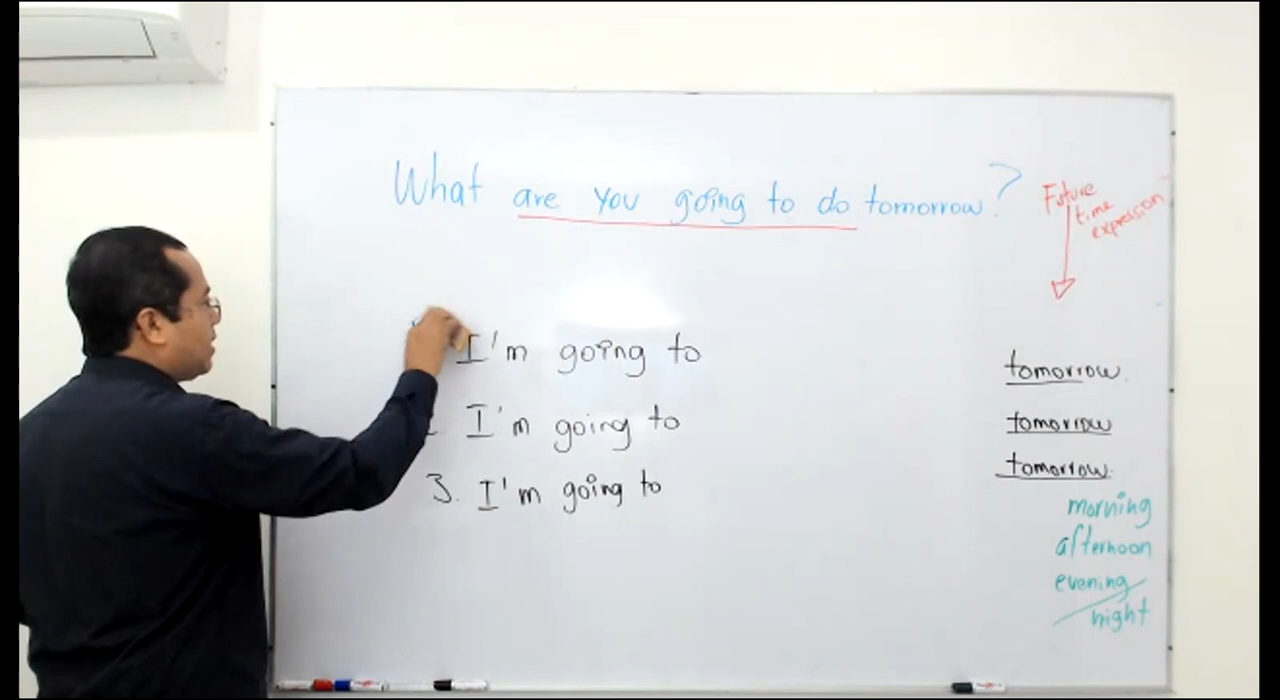 What are you going to do tomorrow?
Future
time
expression
I'm going to
tomorrow.
I'm going to
tomorrow
3. I'm going to
tomorrow.
morning
afternoon
evening/
night